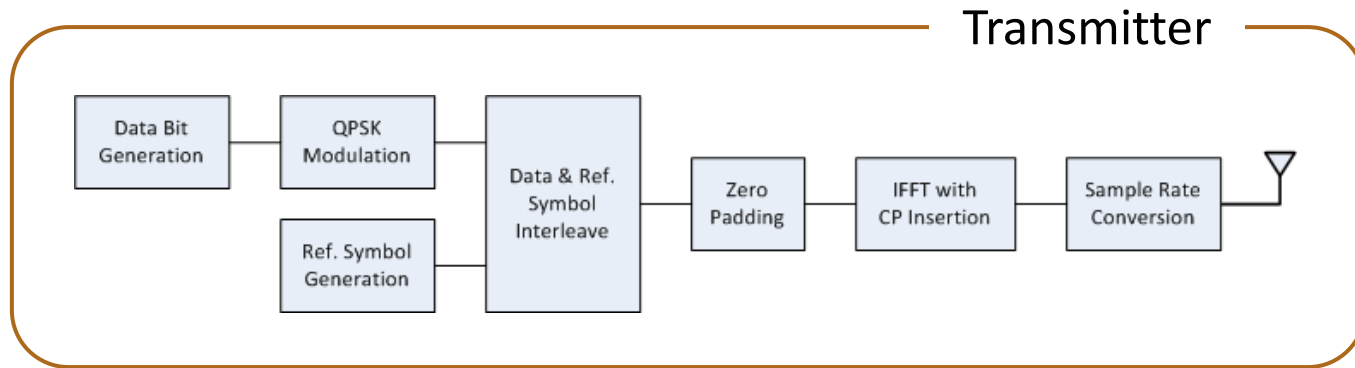 Transmitter
Data Bit
Generation
QPSK
Modulation
Ref. Symbol
Generation
Data & Ref.
Symbol
Interleave
Zero
Padding
IFFT with
CP Insertion
Sample Rate
Conversion